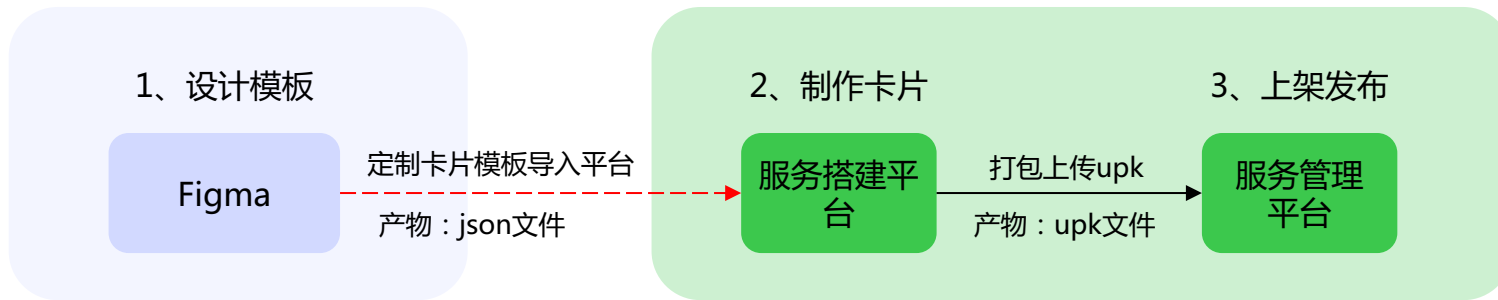 1、设计模板
2、制作卡片
3、上架发布
Figma
定制卡片模板导入平台
产物：json文件
服务搭建平
台
打包上传upk
产物：upk文件
服务管理
平台